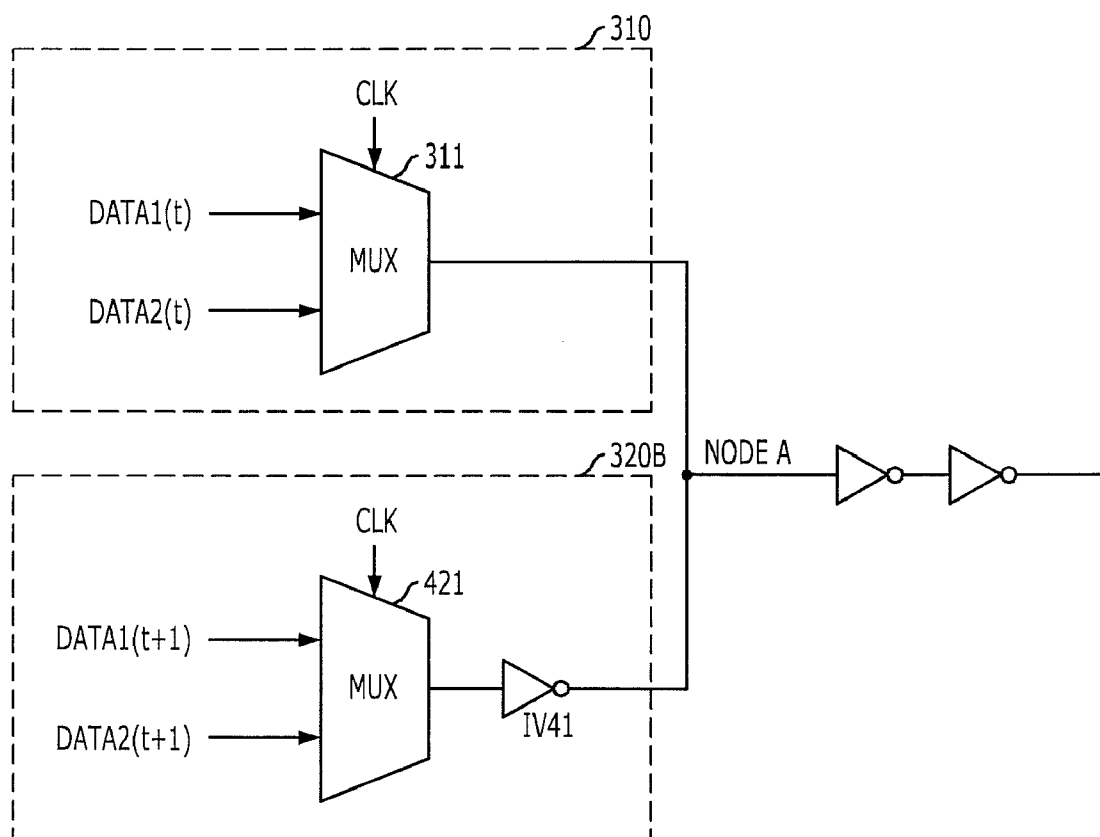 310
CLK
311
DATA1(t)
MUX
DATA2(t)
320B
NODE A
CLK
421
DATA1(t+1)
MUX
DATA2(t+1)
IV41